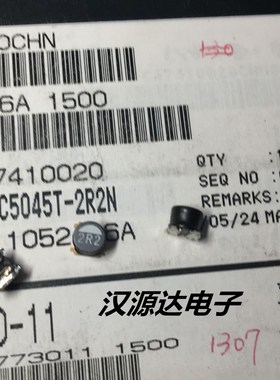 OCHN
6A 1500
7410020
QTY
C5045T-2R2N
SEQ NO
REMARKS:
1052
6A
05/24 MA
2R2
汉源达电子
0-11
773011 1500
1307